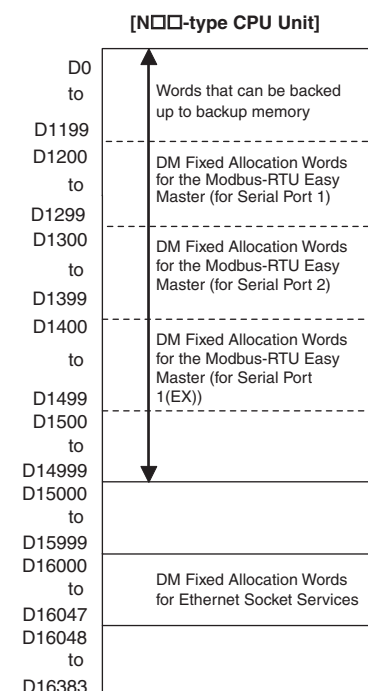 [N□□-type CPU Unit]
D0
to
D1199
Words that can be backed
up to backup memory
D1200
to
D1299
DM Fixed Allocation Words
for the Modbus-RTU Easy
Master (for Serial Port 1)
D1300
to
D1399
DM Fixed Allocation Words
for the Modbus-RTU Easy
Master (for Serial Port 2)
D1400
to
D1499
DM Fixed Allocation Words
for the Modbus-RTU Easy
Master (for Serial Port
1(EX))
D1500
to
D14999
D15000
to
D15999
D16000
to
D16047
DM Fixed Allocation Words
for Ethernet Socket Services
D16048
to
D16383